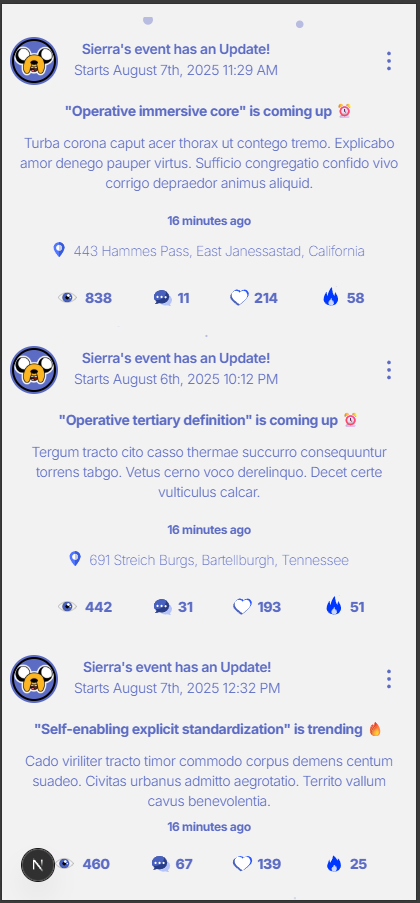 Sierra's event has an Update!
Starts August 7th, 2025 11:29 AM
"Operative immersive core" is coming up ⏰
Turba corona caput acer thorax ut contego tremo. Explicabo
amor denego pauper virtus. Sufficio congregatio confido vivo
corrigo depraedor animus aliquid.
16 minutes ago
443 Hammes Pass, East Janessastad, California
838 11 214 58
Sierra's event has an Update!
Starts August 6th, 2025 10:12 PM
"Operative tertiary definition" is coming up ⏰
Tergum tracto cito casso thermae succurro consequuntur
torrens tabgo. Vetus cerno voco derelinquo. Decet certe
vulticulus calcar.
16 minutes ago
691 Streich Burgs, Bartellburgh, Tennessee
442 31 193 51
Sierra's event has an Update!
Starts August 7th, 2025 12:32 PM
"Self-enabling explicit standardization" is trending 🔥
Cado viriliter tracto timor commodo corpus demens centum
suadeo. Civitas urbanus admitto aegrotatio. Territo vallum
cavus benevolentia.
16 minutes ago
N 460 67 139 25